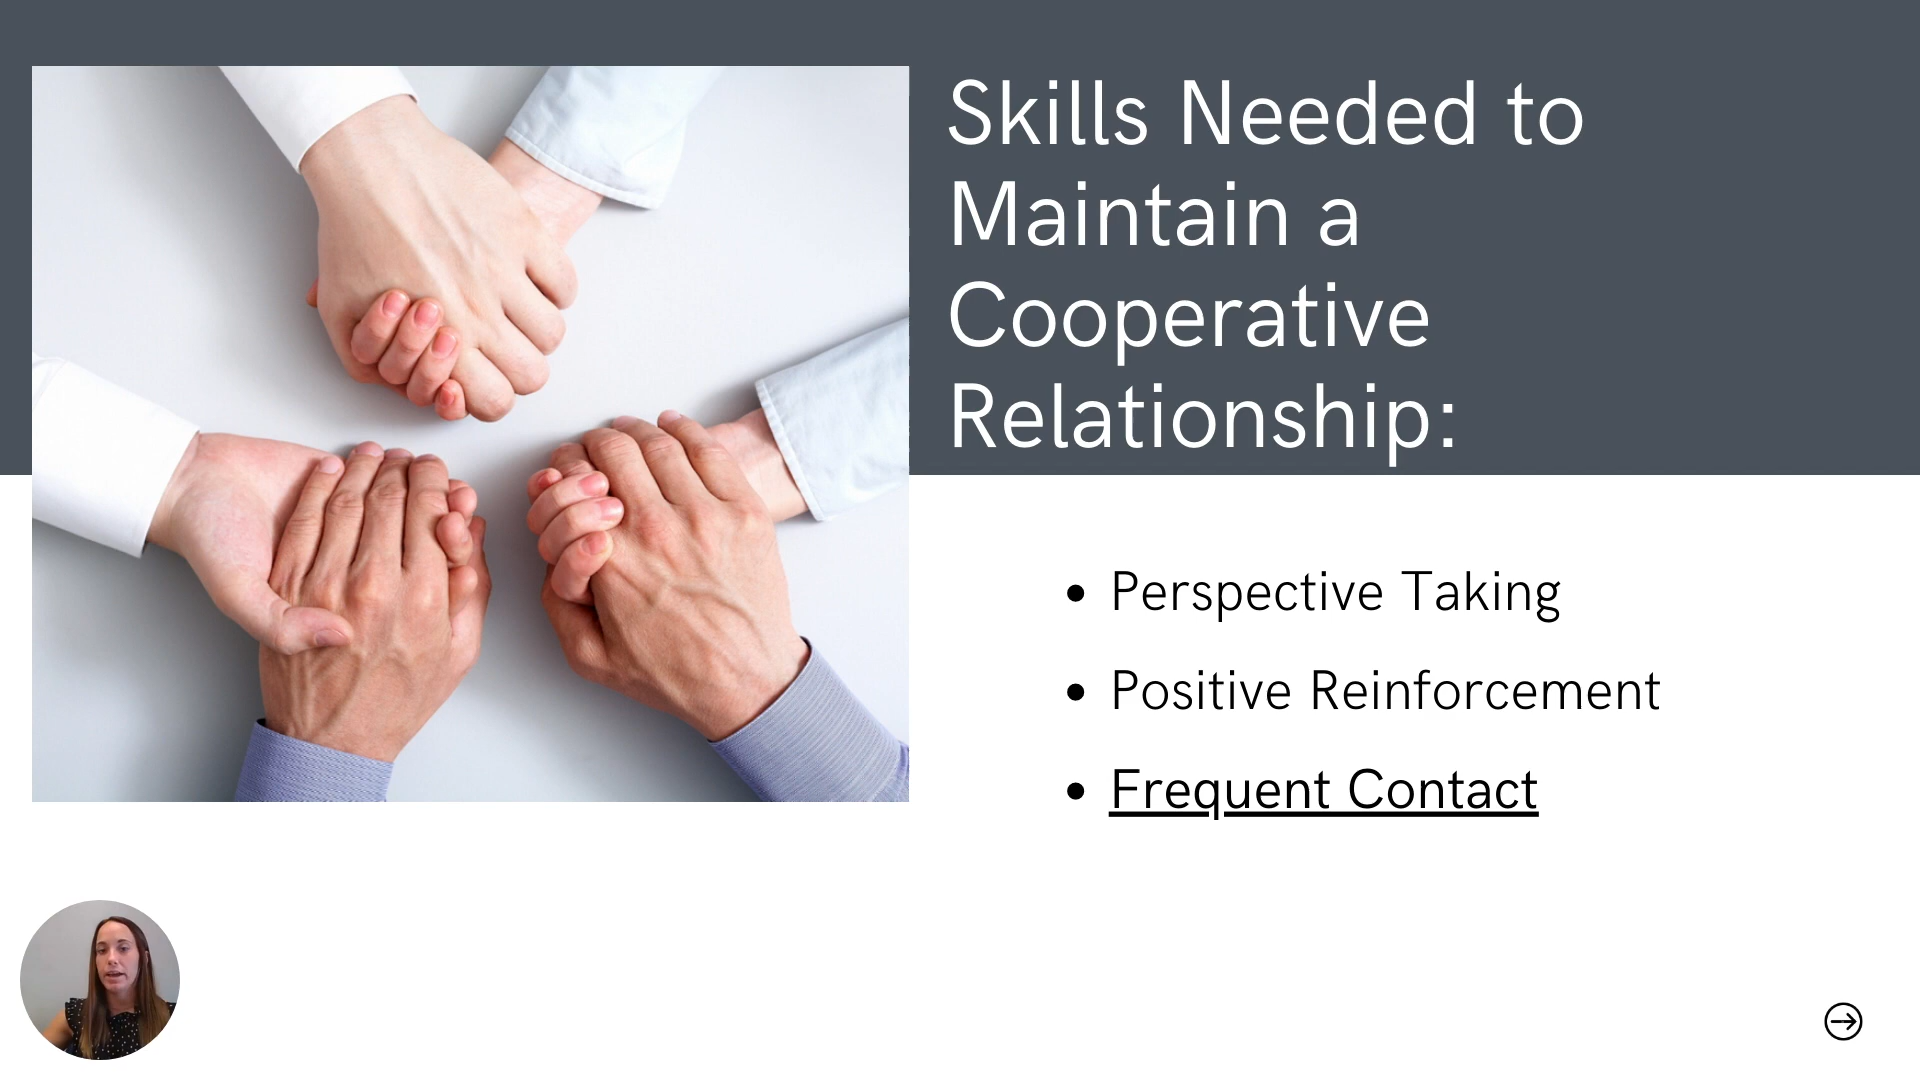 Skills Needed to
Maintain a
Cooperative
Relationship:
• Perspective Taking
• Positive Reinforcement
• Frequent Contact